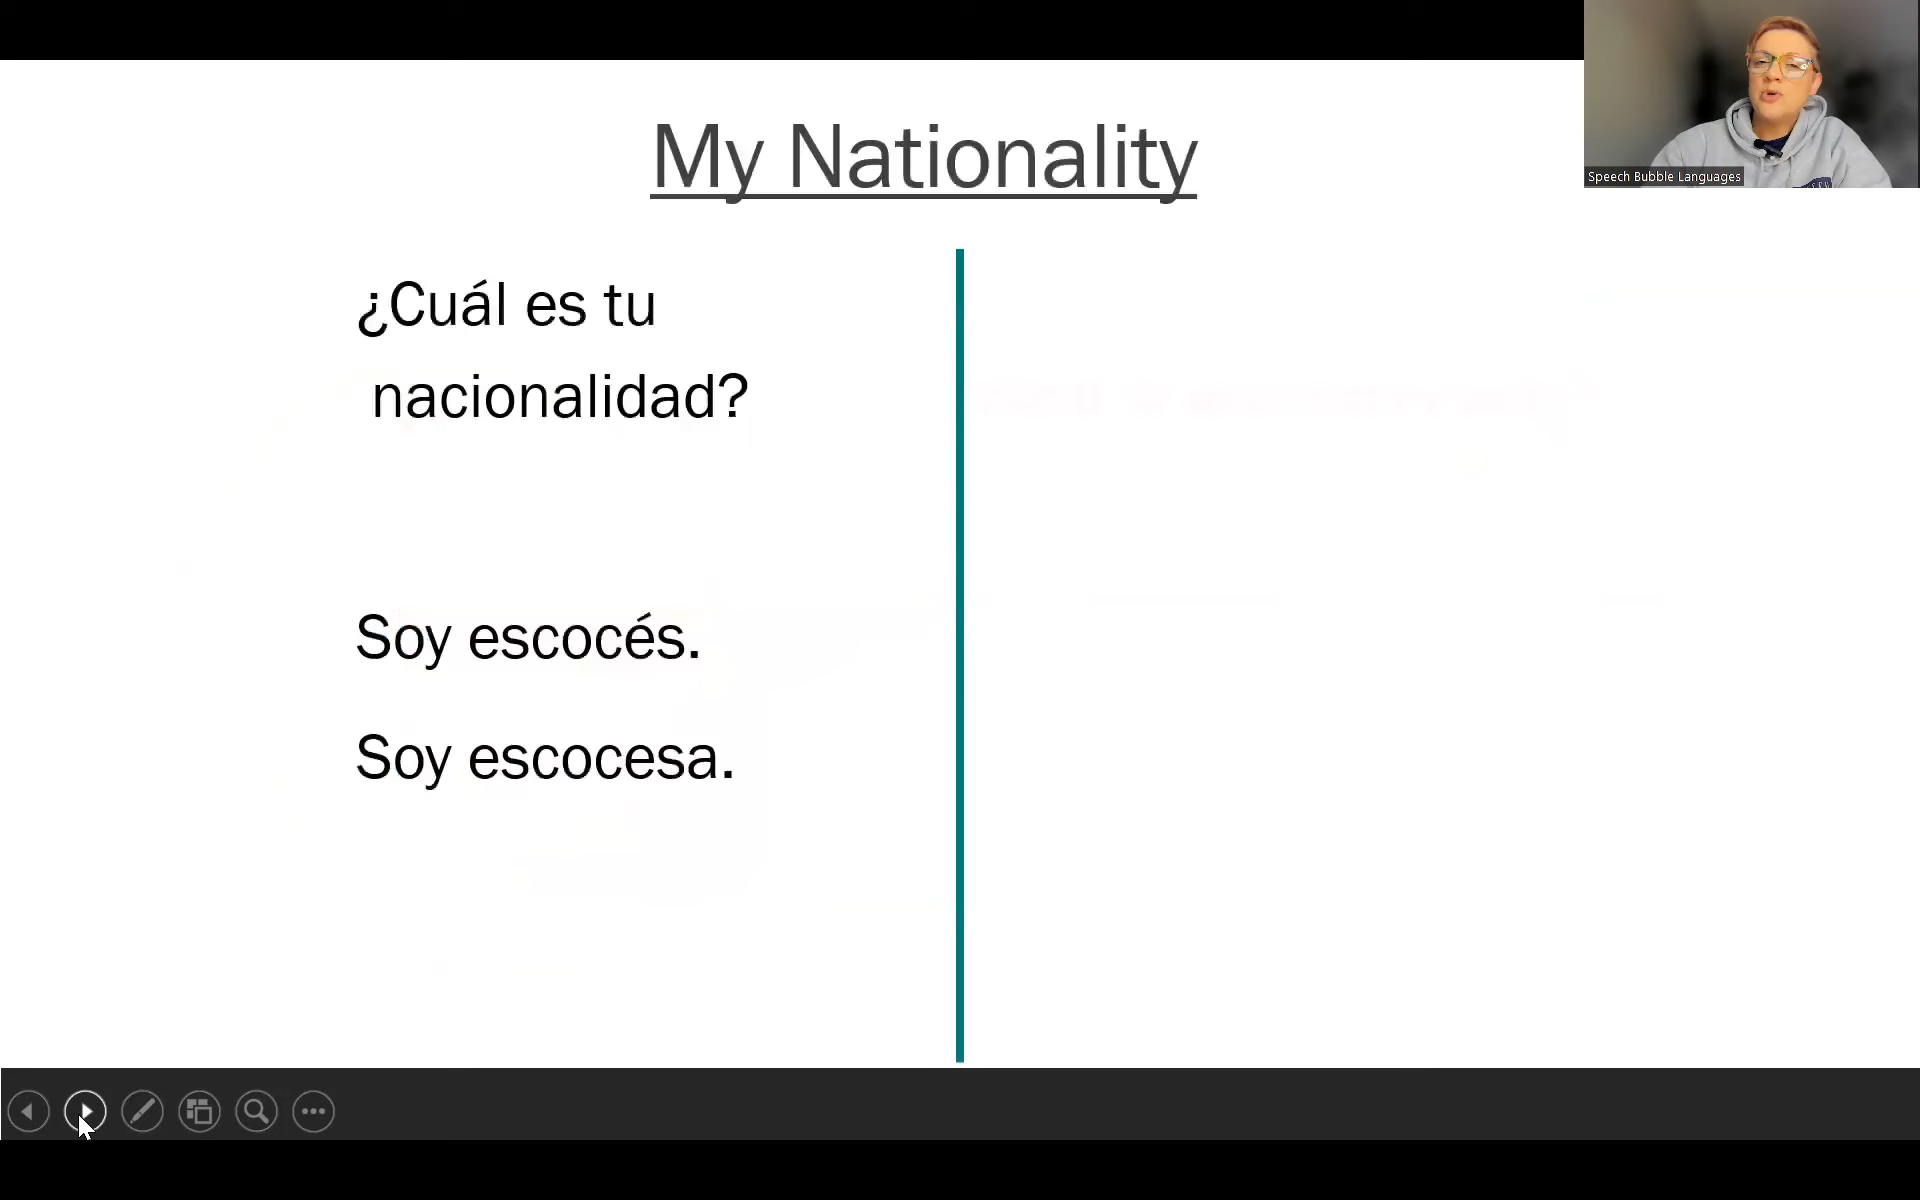 My Nationality
Speech Bubble Languages
¿Cuál es tu
nacionalidad?
Soy escocés.
Soy escocesa.